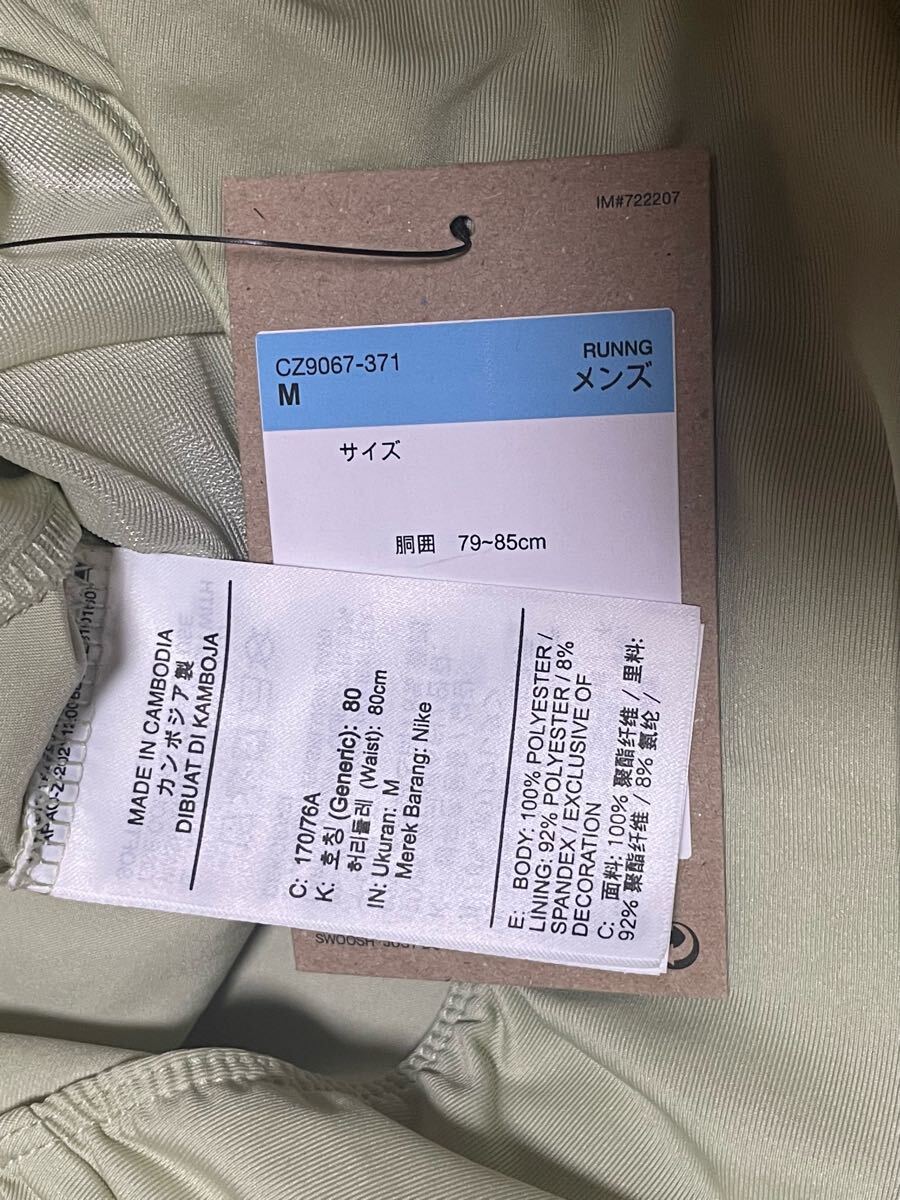 IM#722207
CZ9067-371
RUNNG
M
メンズ
サイズ
胴囲 79~85cm
MADE IN CAMBODIA
カンボジア製
DIBUAT DI KAMBOJA
C: 170/76A
K: 호칭 (Generic): 80
허리둘레 (Waist): 80cm
IN: Ukuran: M
Merek Barang: Nike
E: BODY: 100% POLYESTER /
LINING: 92% POLYESTER / 8%
SPANDEX / EXCLUSIVE OF
DECORATION
C: 面料: 100% 聚酯纤维 / 里料:
92% 聚酯纤维 / 8% 氨纶 /
SWOOSH